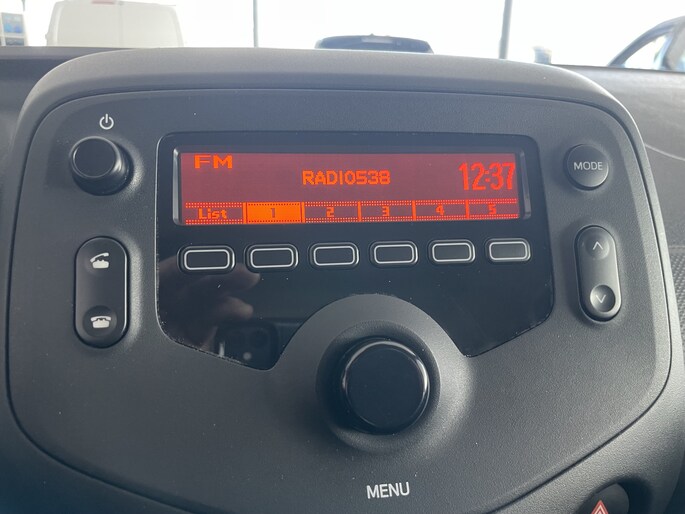 FM
RADIO538
12:37
List 1 2 3 4 5
MODE
MENU